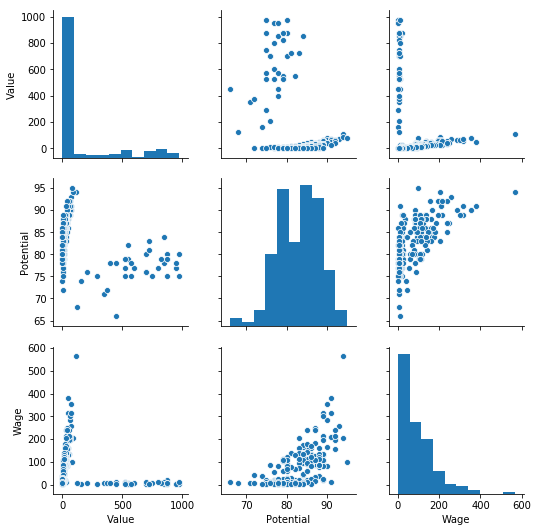 1000
800
600
400
200
0
Value
95
90
85
80
75
70
65
Potential
600
500
400
300
200
100
0
Wage
0 500 1000
Value
70 80 90
Potential
0 200 400 600
Wage